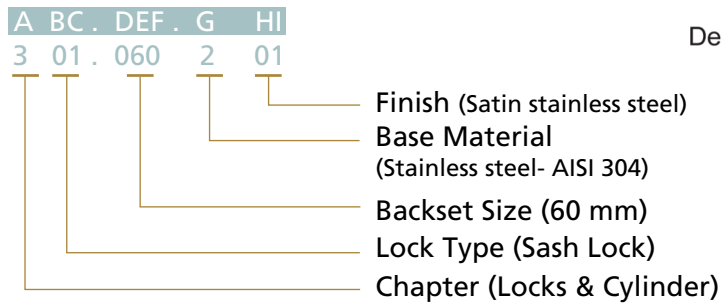 A BC . DEF . G HI
3 01 . 060 2 01
De
Finish (Satin stainless steel)
Base Material
(Stainless steel- AISI 304)
Backset Size (60 mm)
Lock Type (Sash Lock)
Chapter (Locks & Cylinder)